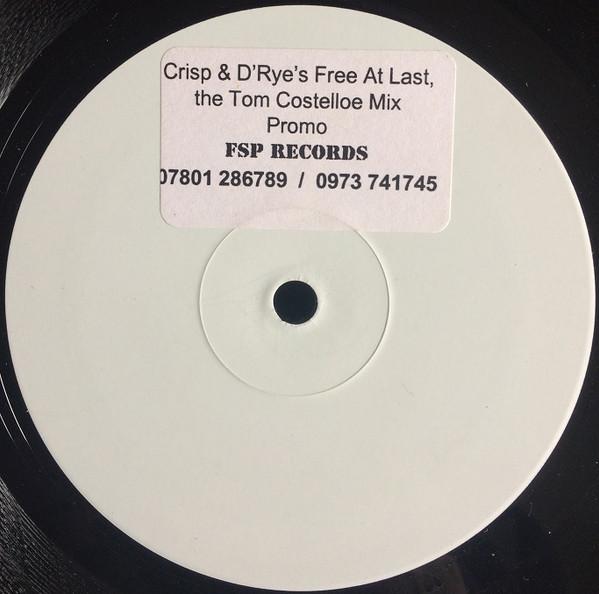 Crisp & D'Rye's Free At Last,
the Tom Costelloe Mix
Promo
FSP RECORDS
07801 286789 / 0973 741745